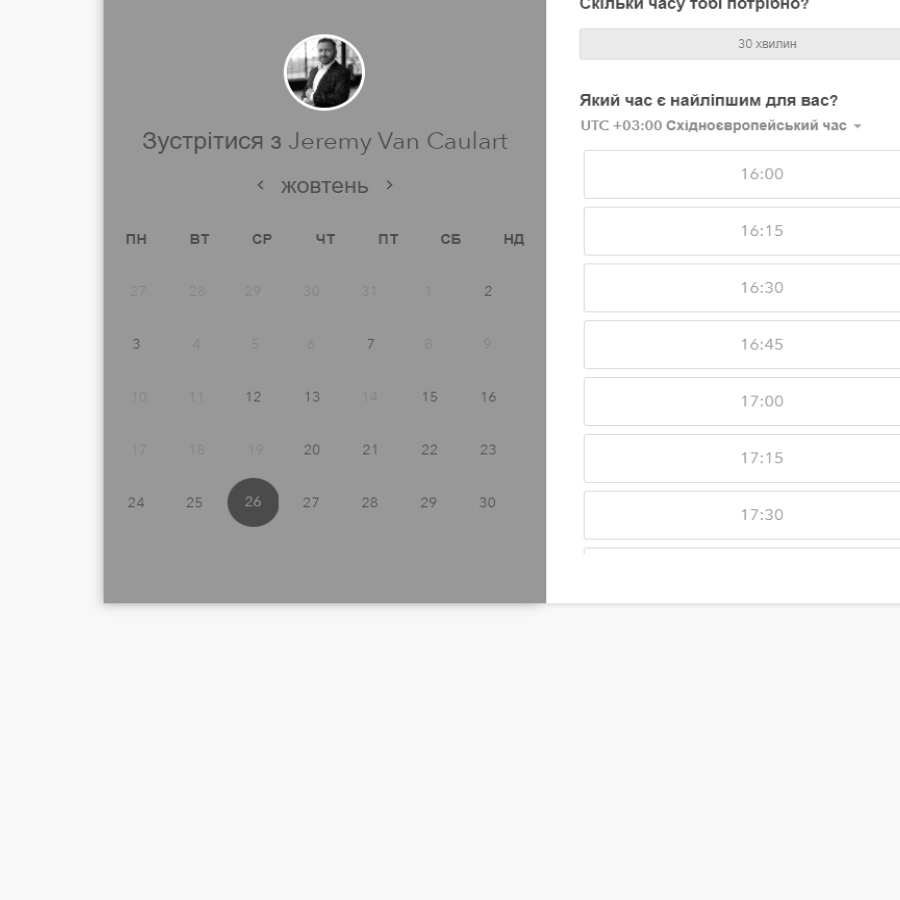 Зустрітися з Jeremy Van Caulart
жовтень
ПН ВТ СР ЧТ ПТ СБ НД
27 28 29 30 31 1 2
3 4 5 6 7 8 9
10 11 12 13 14 15 16
17 18 19 20 21 22 23
24 25 26 27 28 29 30
Скільки часу тобі потрібно?
30 хвилин
Який час є найліпшим для вас?
UTC +03:00 Східноєвропейський час
16:00
16:15
16:30
16:45
17:00
17:15
17:30